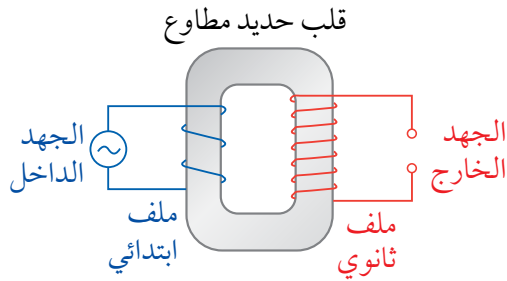 قلب حديد مطاوع
الجهد
الخارج
الجهد
الداخل
ملف
ثانوي
ملف
ابتدائي